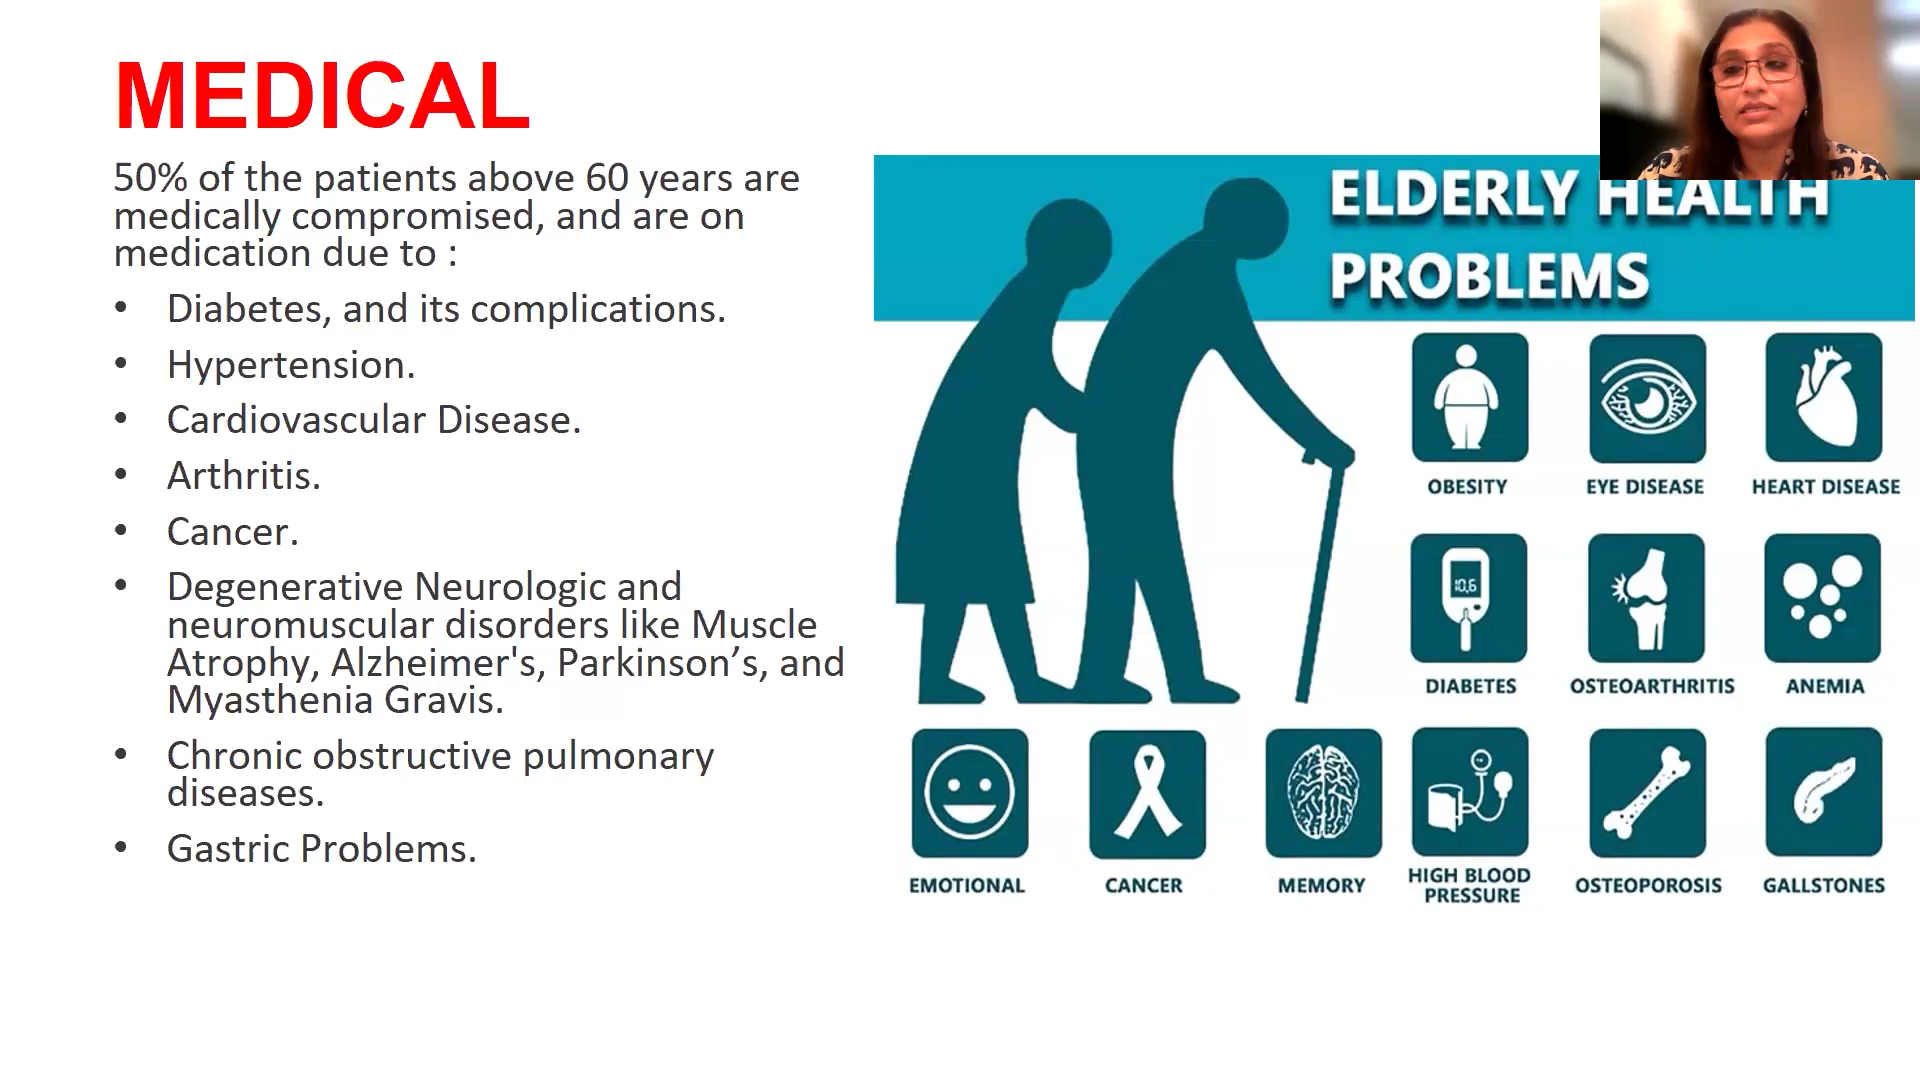 MEDICAL
50% of the patients above 60 years are
medically compromised, and are on
medication due to :
• Diabetes, and its complications.
• Hypertension.
• Cardiovascular Disease.
• Arthritis.
• Cancer.
• Degenerative Neurologic and
neuromuscular disorders like Muscle
Atrophy, Alzheimer's, Parkinson’s, and
Myasthenia Gravis.
• Chronic obstructive pulmonary
diseases.
• Gastric Problems.
ELDERLY HEALTH
PROBLEMS
OBESITY
EYE DISEASE
HEART DISEASE
10,6
DIABETES
OSTEOARTHRITIS
ANEMIA
EMOTIONAL
CANCER
MEMORY
HIGH BLOOD
PRESSURE
OSTEOPOROSIS
GALLSTONES